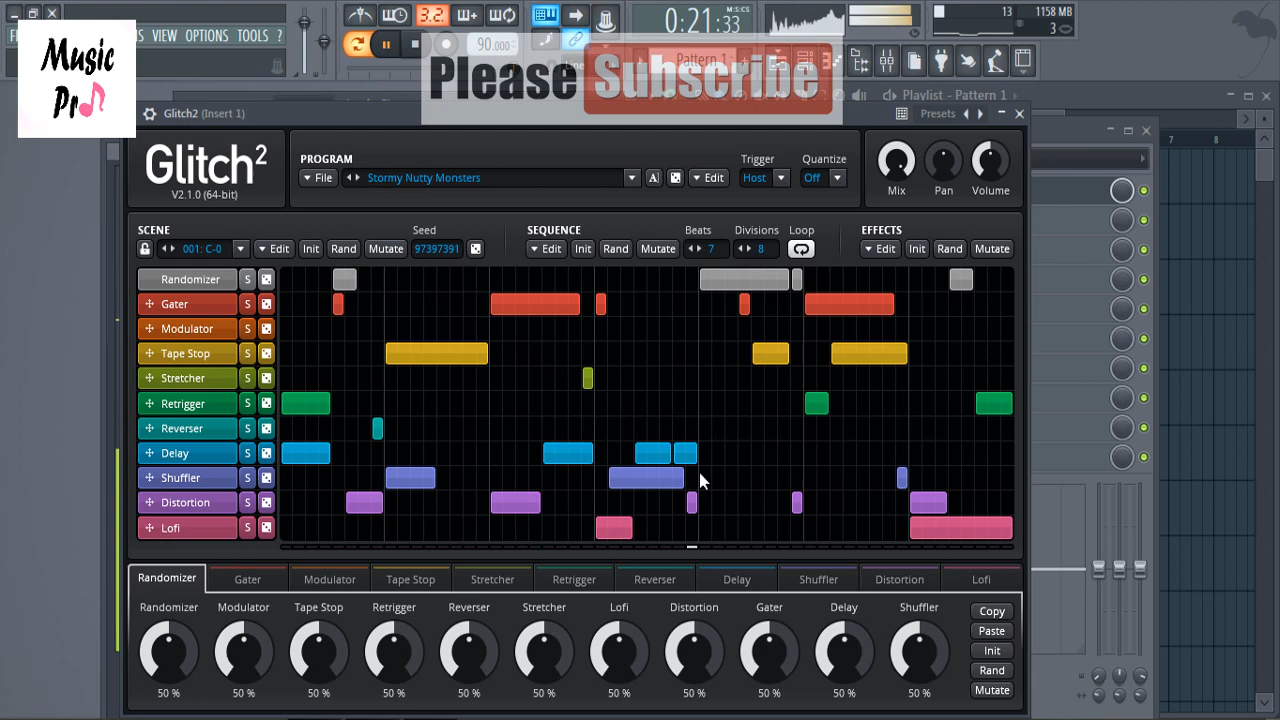 Music
Pro
F
VIEW OPTIONS TOOLS ?
3.2.
90.000
0:21:33
M:S:CS
13
1158 MB
3
Line
Pattern 1
Please Subscribe
Playlist - Pattern 1
7
8
Glitch2 (Insert 1)
Presets
Glitch²
V2.1.0 (64-bit)
PROGRAM
File
Stormy Nutty Monsters
A
Edit
Trigger
Host
Quantize
Off
Mix
Pan
Volume
SCENE
001: C-0
Edit
Init
Rand
Mutate
Seed
97397391
SEQUENCE
Edit
Init
Rand
Mutate
Beats
7
Divisions
8
Loop
EFFECTS
Edit
Init
Rand
Mutate
Randomizer S
Gater S
Modulator S
Tape Stop S
Stretcher S
Retrigger S
Reverser S
Delay S
Shuffler S
Distortion S
Lofi S
Randomizer Gater Modulator Tape Stop Stretcher Retrigger Reverser Delay Shuffler Distortion Lofi
Randomizer Modulator Tape Stop Retrigger Reverser Stretcher Lofi Distortion Gater Delay Shuffler
50 % 50 % 50 % 50 % 50 % 50 % 50 % 50 % 50 % 50 % 50 %
Copy
Paste
Init
Rand
Mutate